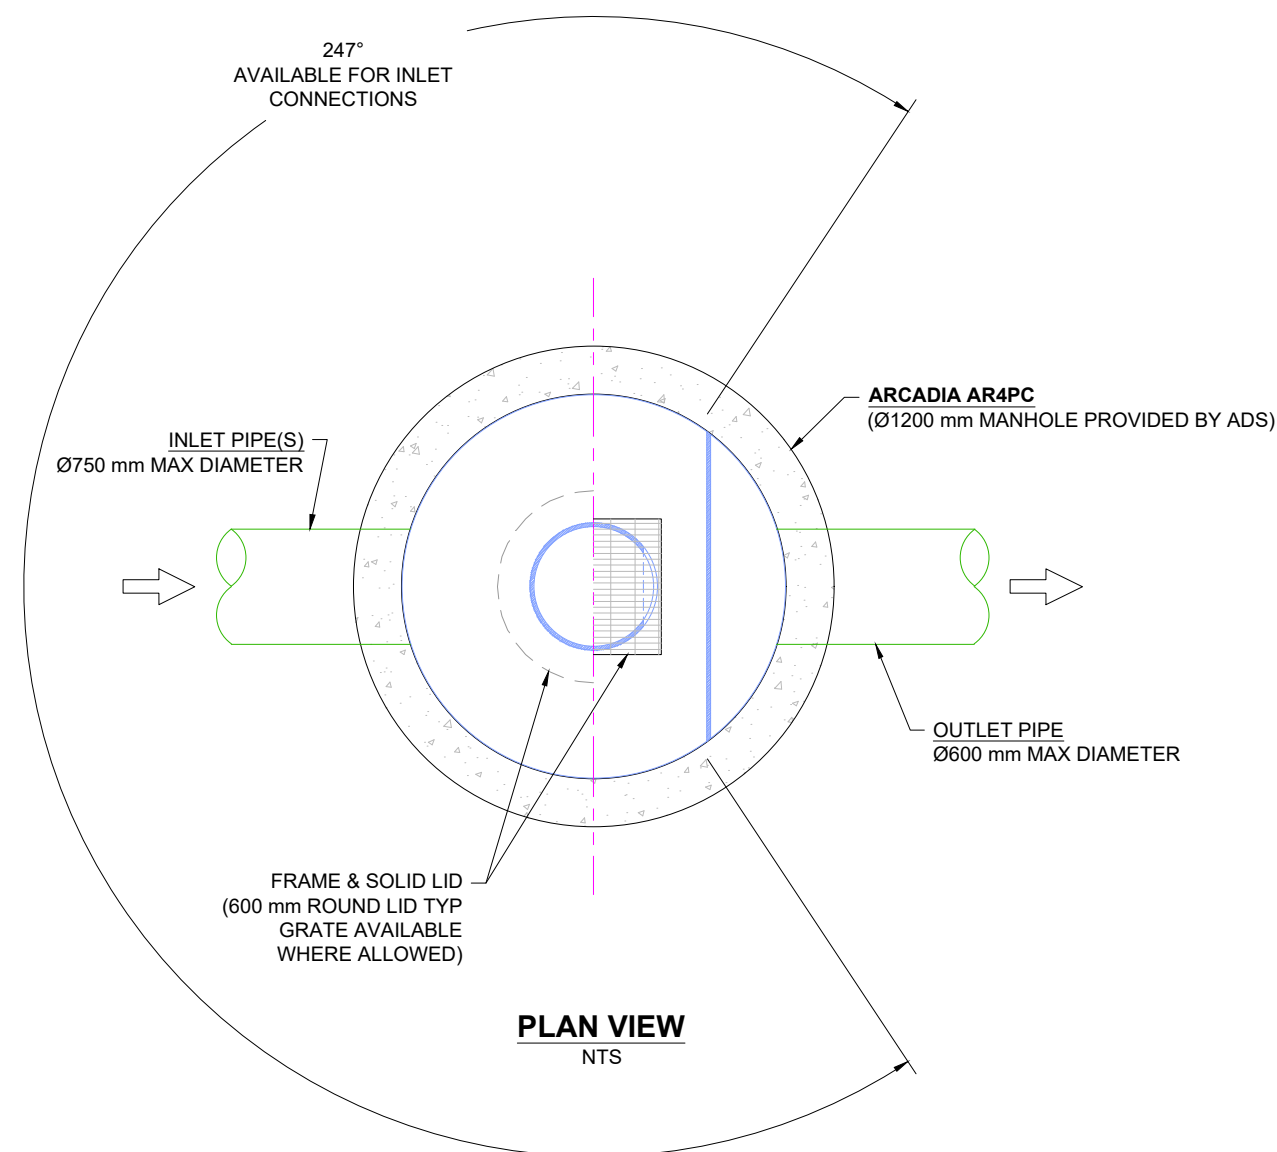 247°
AVAILABLE FOR INLET
CONNECTIONS
ARCADIA AR4PC
(Ø1200 mm MANHOLE PROVIDED BY ADS)
INLET PIPE(S)
Ø750 mm MAX DIAMETER
OUTLET PIPE
Ø600 mm MAX DIAMETER
FRAME & SOLID LID
(600 mm ROUND LID TYP
GRATE AVAILABLE
WHERE ALLOWED)
PLAN VIEW
NTS